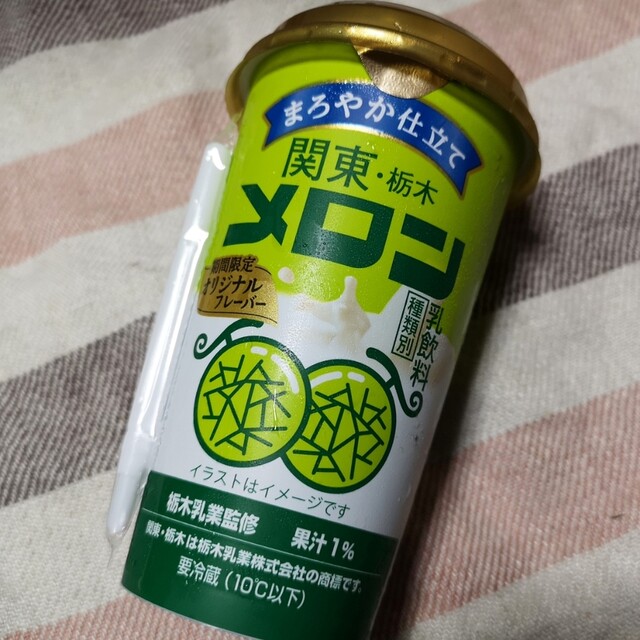 まろやか仕立て
関東・栃木
メロン
期間限定
オリジナル
フレーバー
種類別
乳飲料
イラストはイメージです
栃木乳業監修 果汁1%
関東・栃木は栃木乳業株式会社の商標です。
要冷蔵(10℃以下)